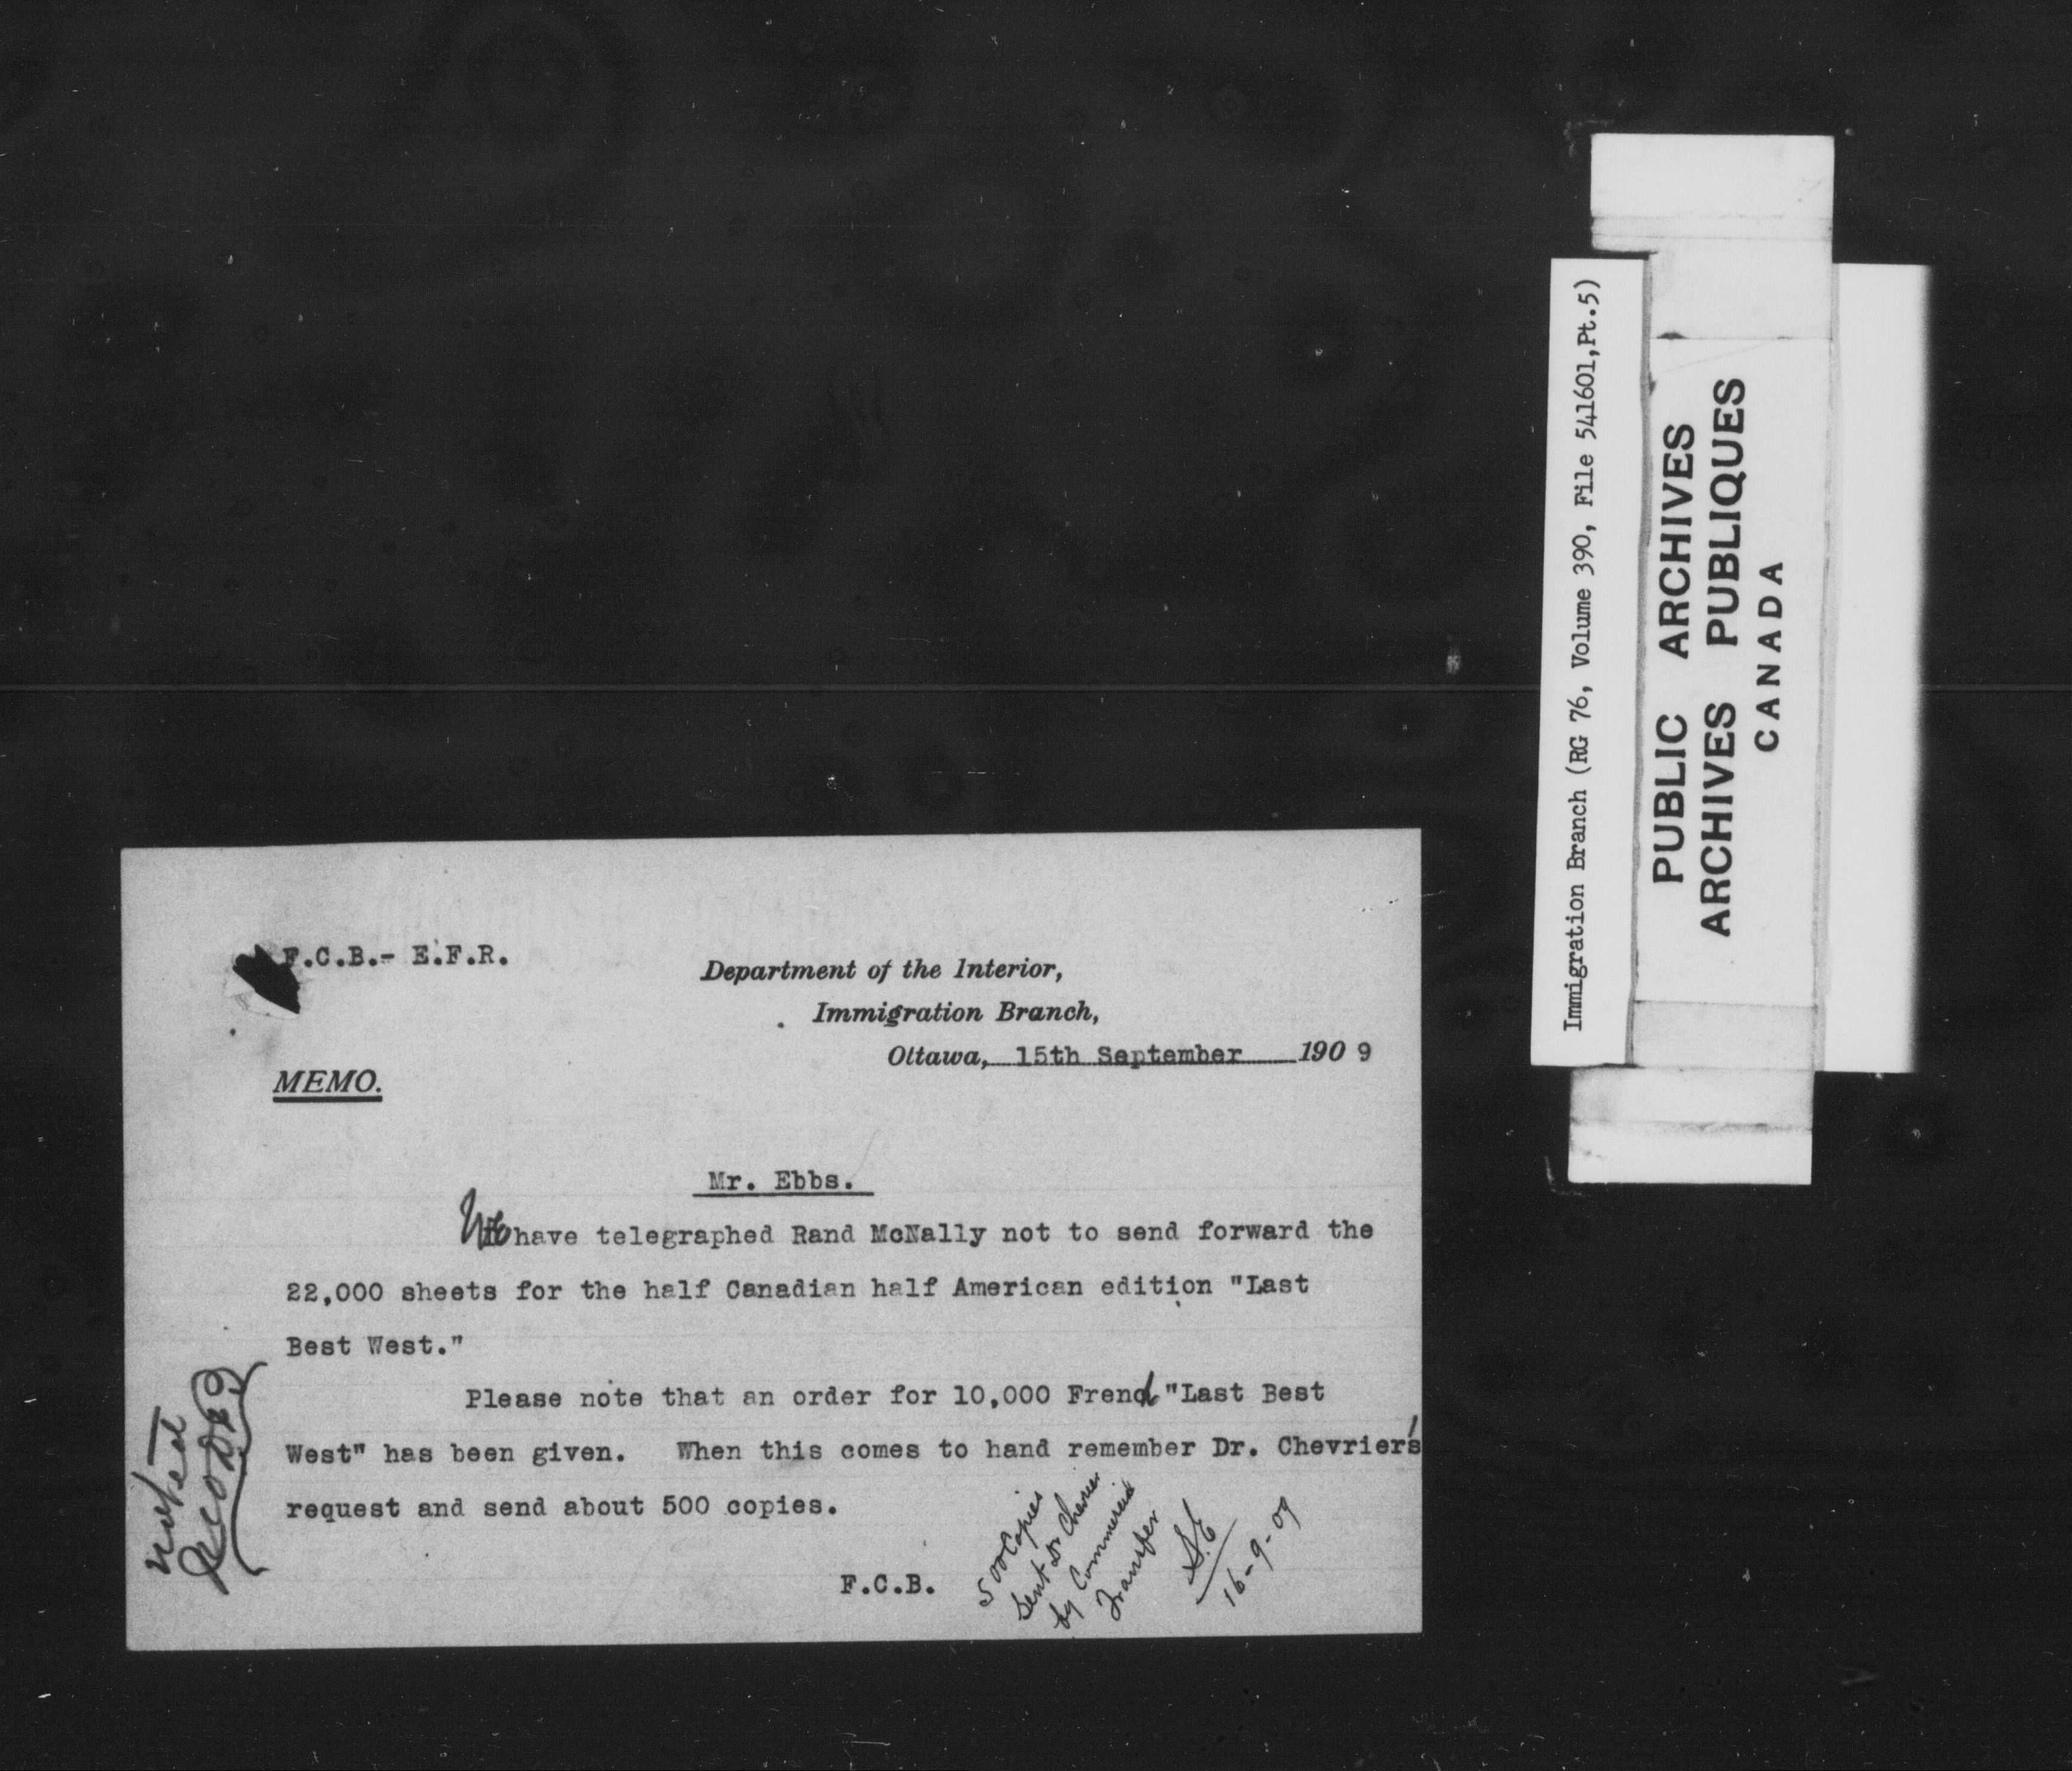 F.C.B.- E.F.R.
Department of the Interior,
Immigration Branch,
Ottawa, 15th September 1909
MEMO.
Mr. Ebbs.
We have telegraphed Rand McNally not to send forward the
22,000 sheets for the half Canadian half American edition "Last
Best West."
Please note that an order for 10,000 French "Last Best
West" has been given. When this comes to hand remember Dr. Chevrier's
request and send about 500 copies.
F.C.B.
500 Copies
Sent Dr Chevrier
by Commercial
Transfer
S.E
16-9-09
noted
Immigration Branch (RG 76, Volume 390, File 541601,Pt.5)
PUBLIC ARCHIVES
ARCHIVES PUBLIQUES
CANADA